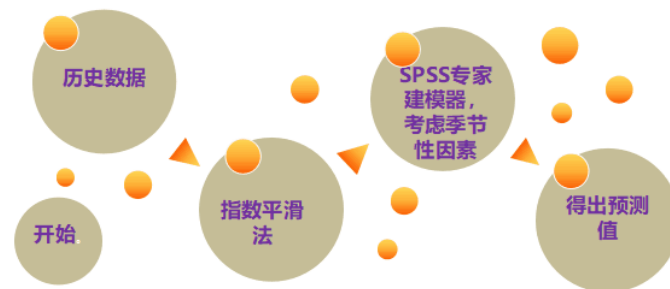 开始.
历史数据
指数平滑
法
SPSS专家
建模器，
考虑季节
性因素
得出预测
值